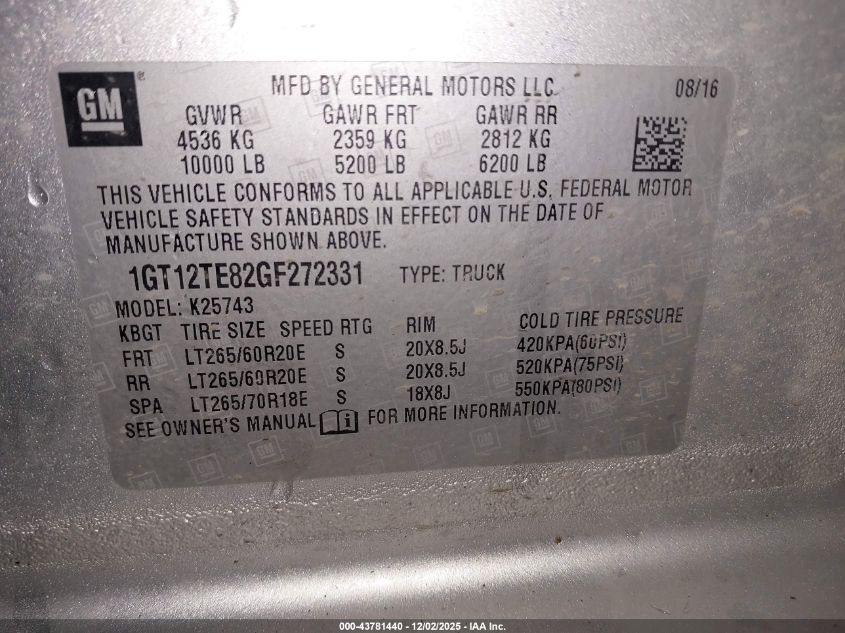 GM ® MFD BY GENERAL MOTORS LLC 08/16
GVWR GAWR FRT GAWR RR
4536 KG 2359 KG 2812 KG
10000 LB 5200 LB 6200 LB
THIS VEHICLE CONFORMS TO ALL APPLICABLE U.S. FEDERAL MOTOR
VEHICLE SAFETY STANDARDS IN EFFECT ON THE DATE OF
MANUFACTURE SHOWN ABOVE.
1GT12TE82GF272331 TYPE: TRUCK
MODEL: K25743
KBGT TIRE SIZE SPEED RTG RIM COLD TIRE PRESSURE
FRT LT265/60R20E S 20X8.5J 420KPA(60PSI)
RR LT265/60R20E S 20X8.5J 520KPA(75PSI)
SPA LT265/70R18E S 18X8J 550KPA(80PSI)
SEE OWNER'S MANUAL i FOR MORE INFORMATION.
000-43781440 - 12/02/2025 - IAA Inc.